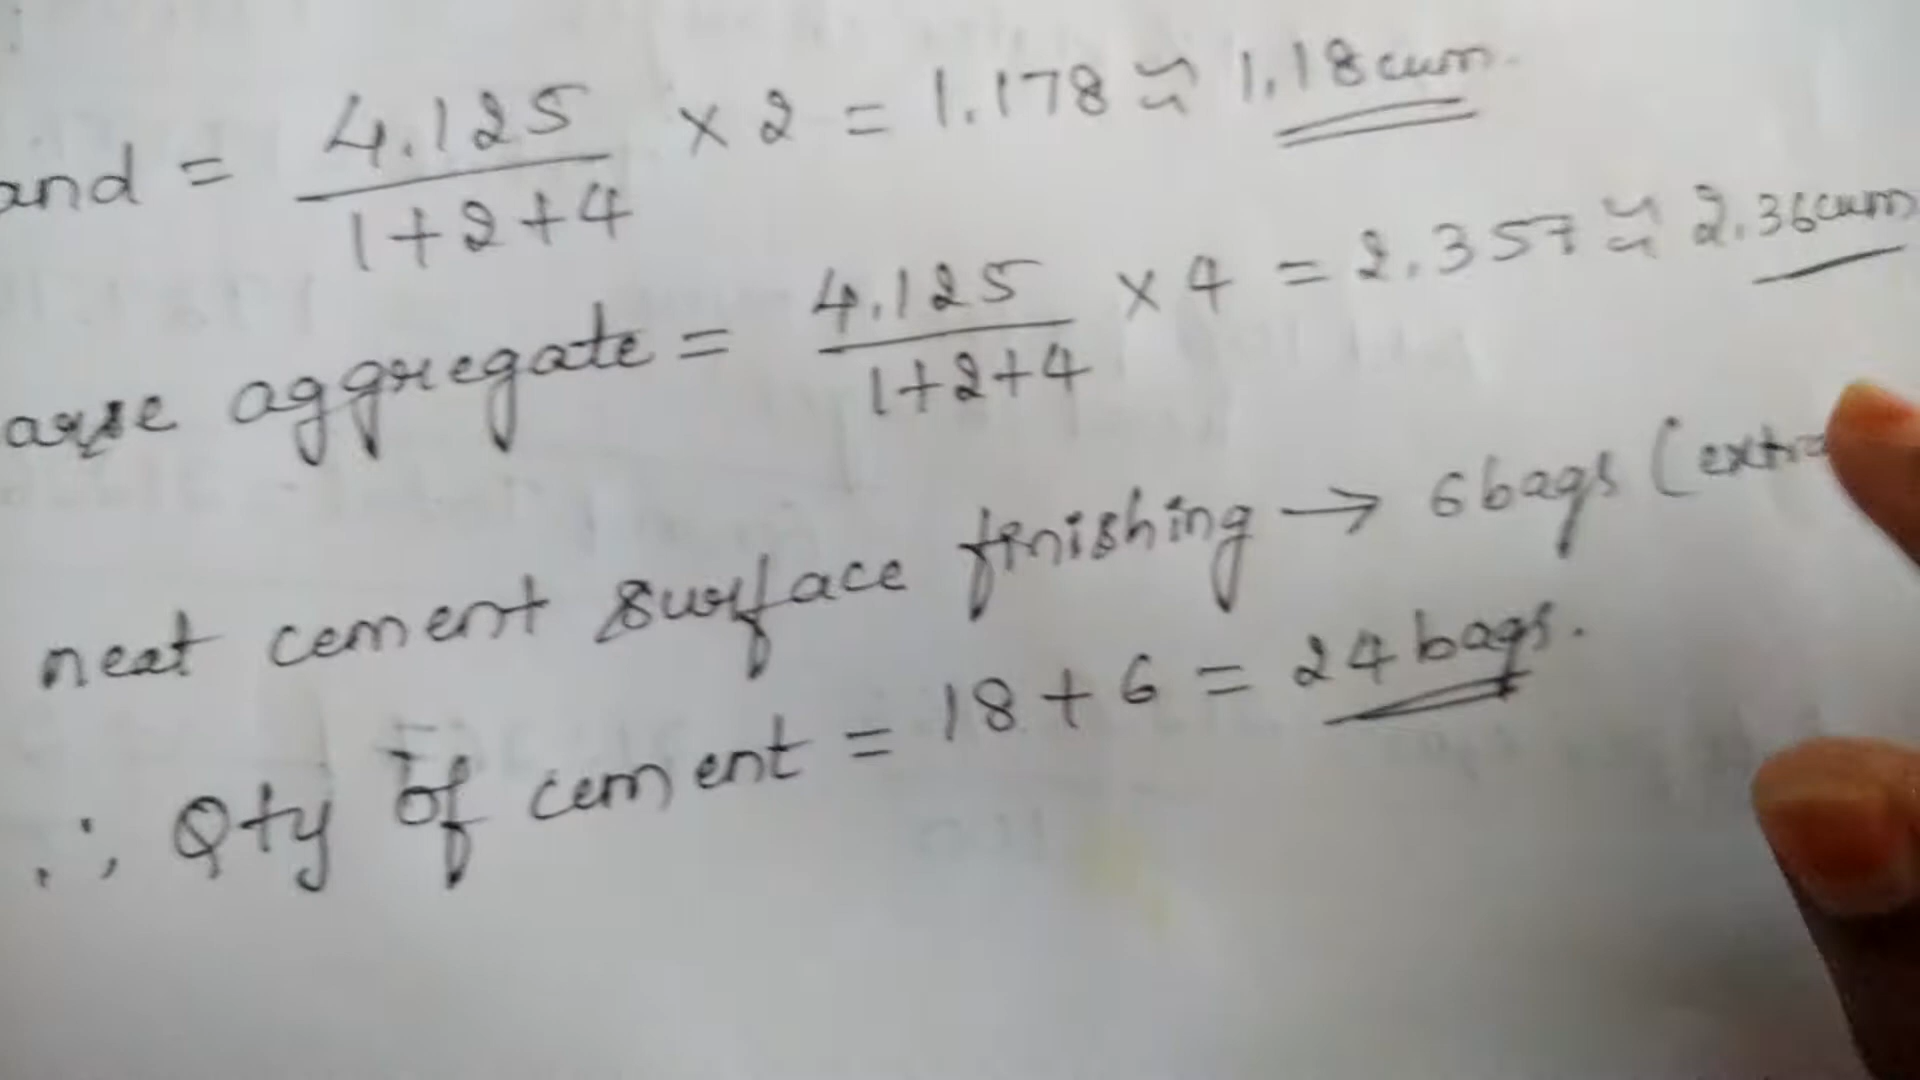 and = 4.125 / 1+2+4 × 2 = 1.178 ≈ 1.18 cum.
arse aggregate = 4.125 / 1+2+4 × 4 = 2.357 ≈ 2.36 cum
neat cement surface finishing → 6 bags (extra
∴ Qty of cement = 18 + 6 = 24 bags.